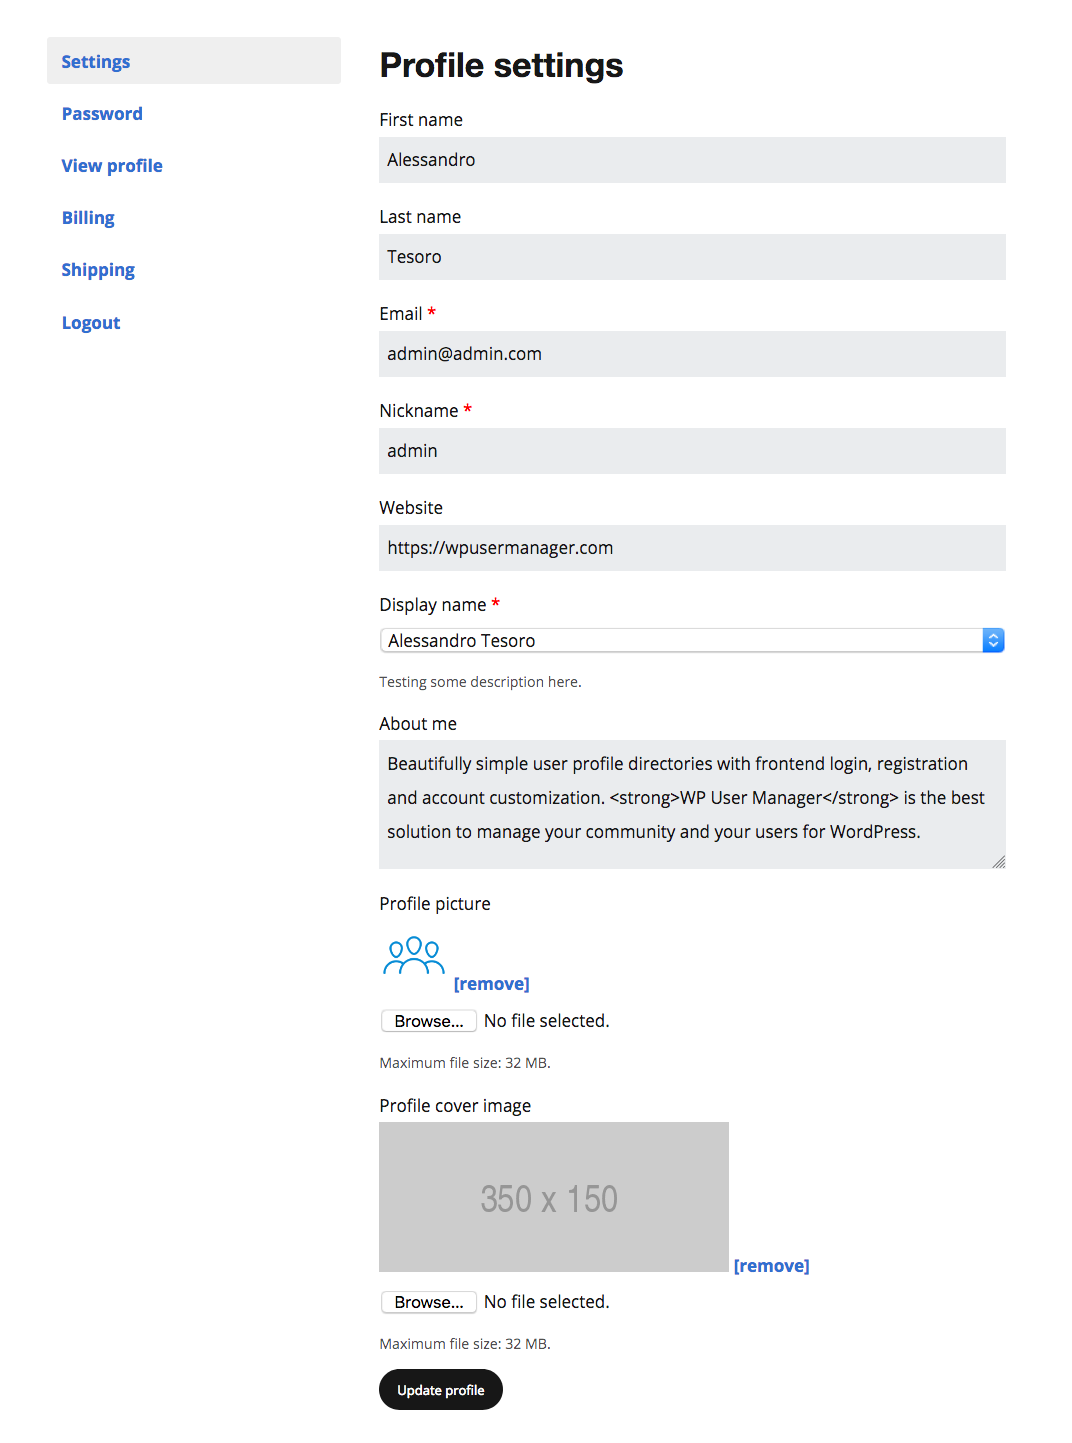 Settings
Password
View profile
Billing
Shipping
Logout
Profile settings
First name
Alessandro
Last name
Tesoro
Email *
admin@admin.com
Nickname *
admin
Website
https://wpusermanager.com
Display name *
Alessandro Tesoro
Testing some description here.
About me
Beautifully simple user profile directories with frontend login, registration
and account customization. <strong>WP User Manager</strong> is the best
solution to manage your community and your users for WordPress.
Profile picture
[remove]
Browse... No file selected.
Maximum file size: 32 MB.
Profile cover image
350 x 150
[remove]
Browse... No file selected.
Maximum file size: 32 MB.
Update profile